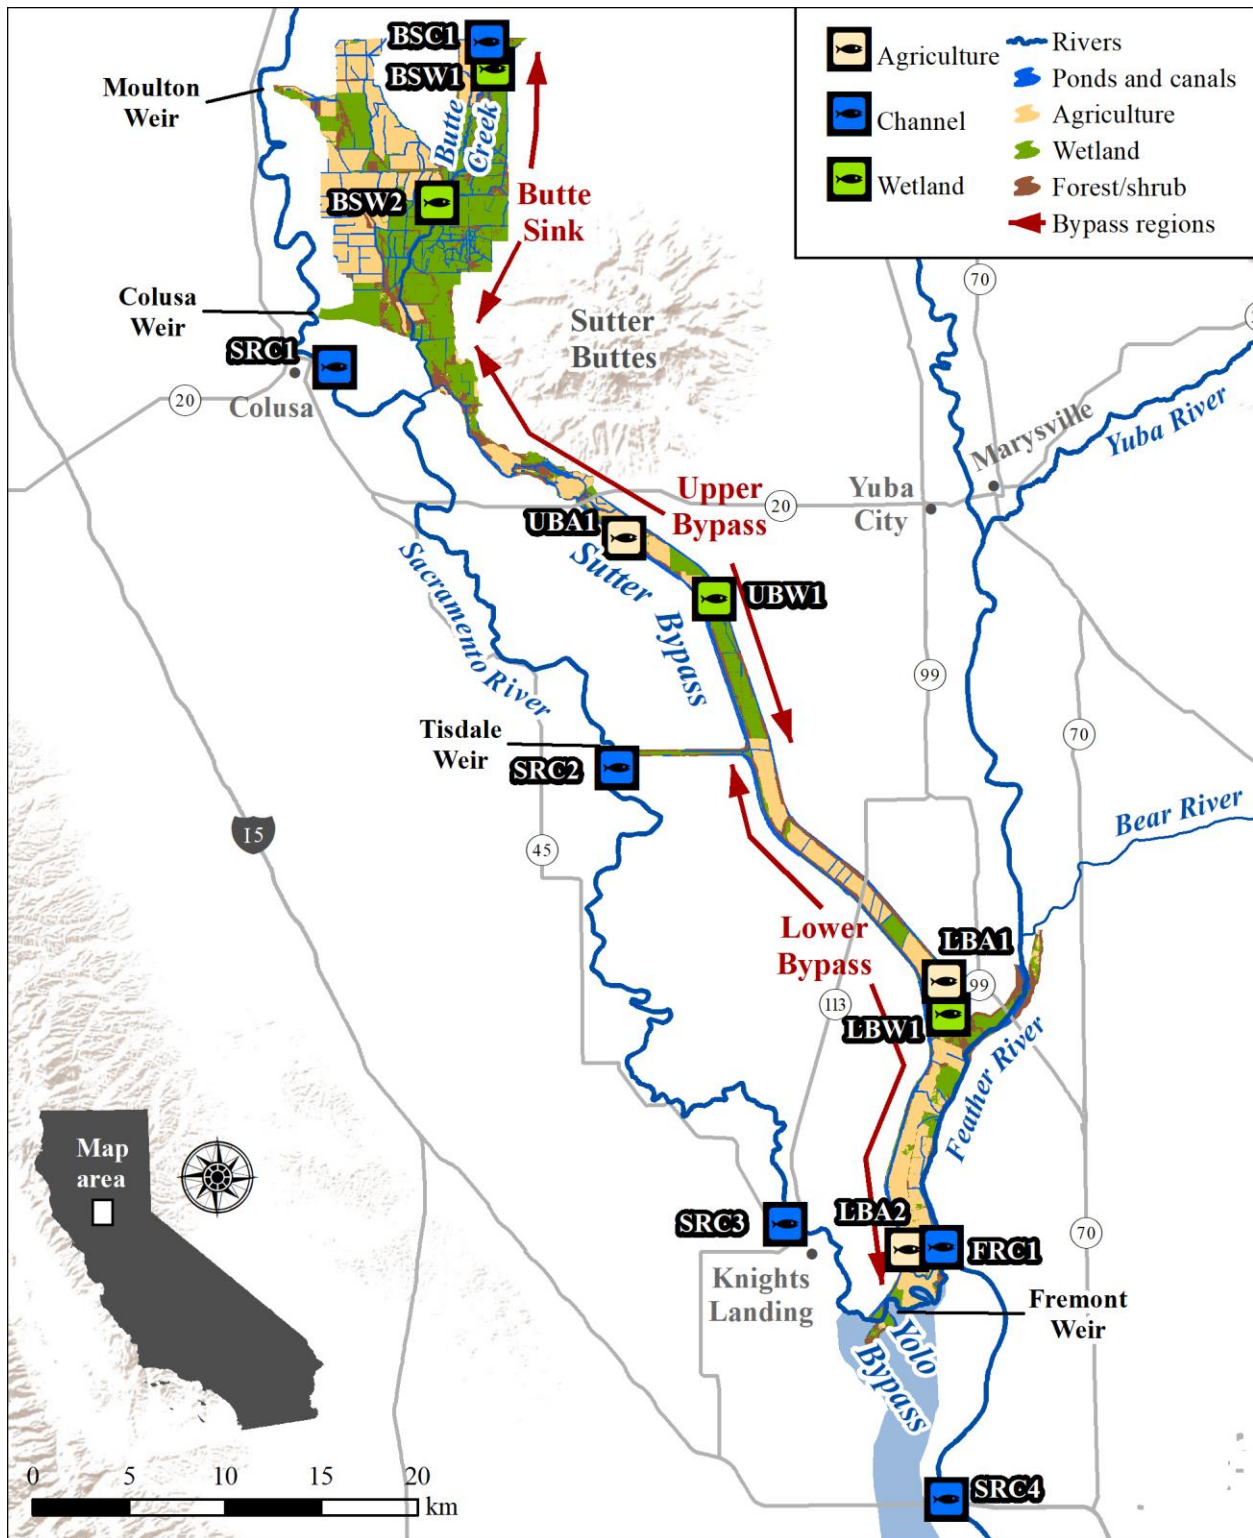 BSC1
BSW1
Moulton
Weir
Butte
Creek
BSW2
Butte
Sink
Agriculture
Channel
Wetland
Rivers
Ponds and canals
Agriculture
Wetland
Forest/shrub
Bypass regions
70
Colusa
Weir
SRC1
Sutter
Buttes
20
Colusa
Marysville
Yuba River
Upper
Bypass
20
Yuba
City
UBA1
Sutter
Bypass
UBW1
Sacramento River
99
70
Tisdale
Weir
SRC2
Bear River
I5
45
Lower
Bypass
LBA1
99
113
LBW1
Feather River
Map
area
SRC3
LBA2
FRC1
70
Knights
Landing
Fremont
Weir
Yolo
Bypass
0 5 10 15 20
km
SRC4